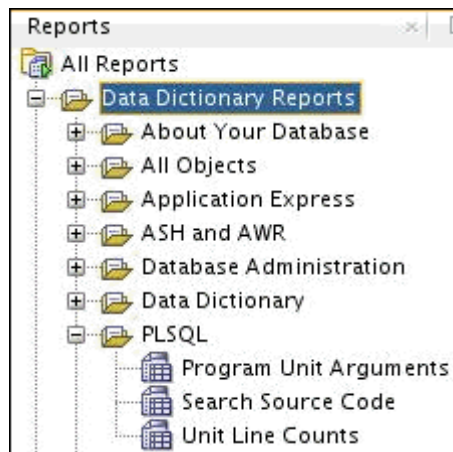 Reports
All Reports
Data Dictionary Reports
About Your Database
All Objects
Application Express
ASH and AWR
Database Administration
Data Dictionary
PLSQL
Program Unit Arguments
Search Source Code
Unit Line Counts